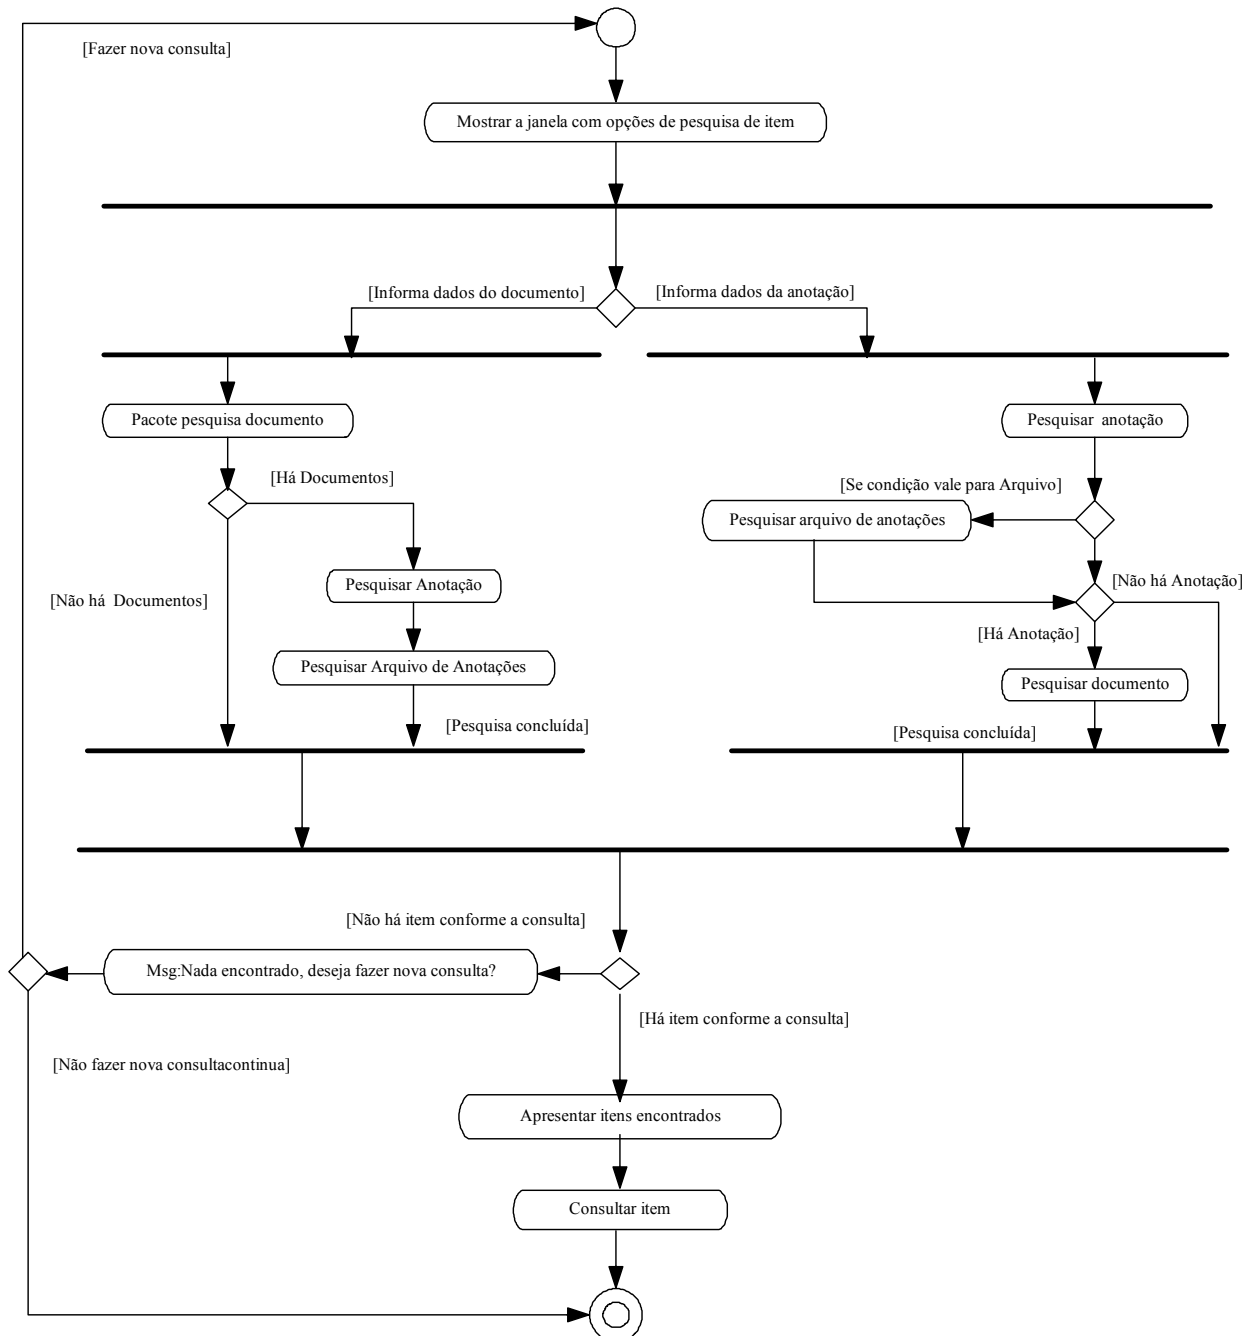 [Fazer nova consulta]
Mostrar a janela com opções de pesquisa de item
[Informa dados do documento]
[Informa dados da anotação]
Pacote pesquisa documento
Pesquisar  anotação
[Há Documentos]
[Se condição vale para Arquivo]
Pesquisar arquivo de anotações
Pesquisar Anotação
[Não há Anotação]
[Não há  Documentos]
[Há Anotação]
Pesquisar Arquivo de Anotações
Pesquisar documento
[Pesquisa concluída]
[Pesquisa concluída]
[Não há item conforme a consulta]
Msg:Nada encontrado, deseja fazer nova consulta?
[Há item conforme a consulta]
[Não fazer nova consultacontinua]
Apresentar itens encontrados
Consultar item